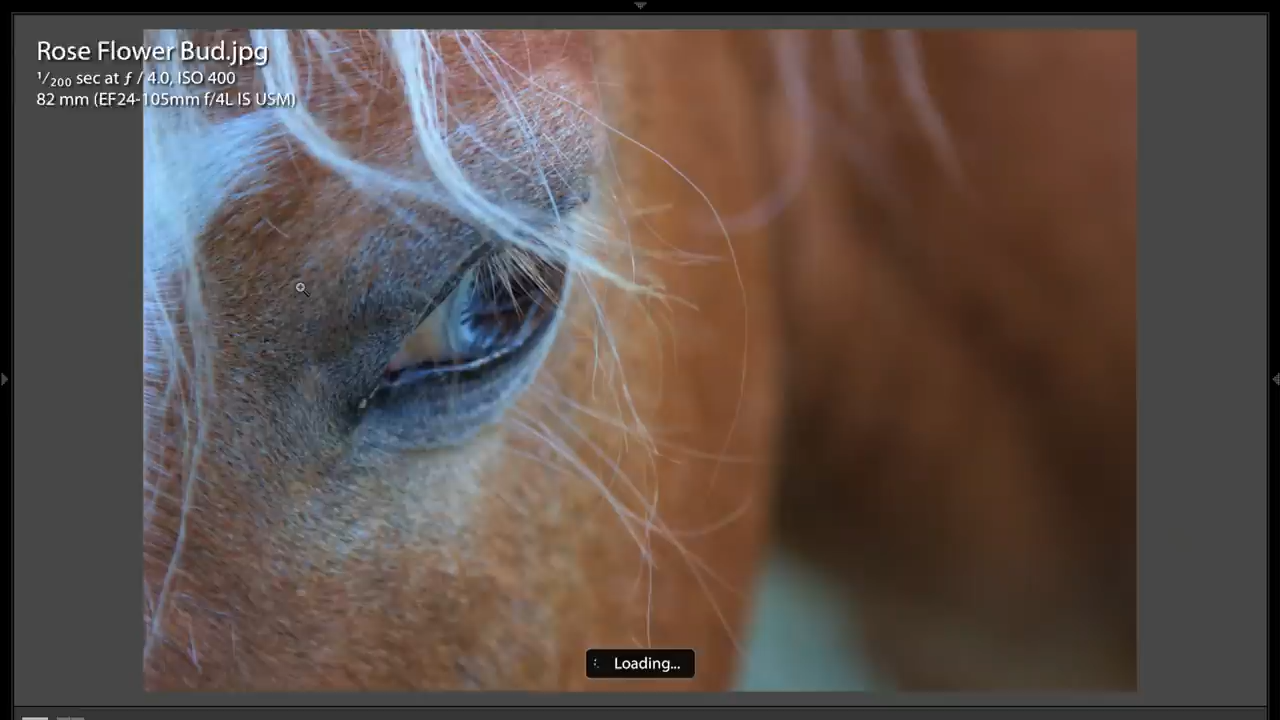 Rose Flower Bud.jpg
1/200 sec at ƒ / 4.0, ISO 400
82 mm (EF24-105mm f/4L IS USM)
Loading...